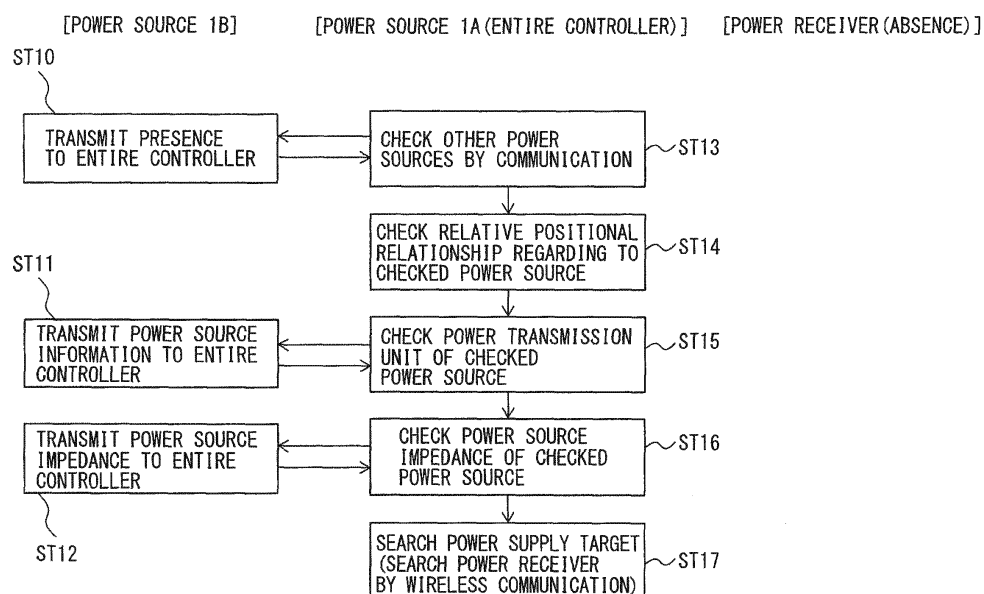 [POWER SOURCE 1B]
[POWER SOURCE 1A(ENTIRE CONTROLLER)]
[POWER RECEIVER(ABSENCE)]
ST10
TRANSMIT PRESENCE
TO ENTIRE CONTROLLER
CHECK OTHER POWER
SOURCES BY COMMUNICATION
ST13
CHECK RELATIVE POSITIONAL
RELATIONSHIP REGARDING TO
CHECKED POWER SOURCE
ST14
ST11
TRANSMIT POWER SOURCE
INFORMATION TO ENTIRE
CONTROLLER
CHECK POWER TRANSMISSION
UNIT OF CHECKED
POWER SOURCE
ST15
TRANSMIT POWER SOURCE
IMPEDANCE TO ENTIRE
CONTROLLER
ST12
CHECK POWER SOURCE
IMPEDANCE OF CHECKED
POWER SOURCE
ST16
SEARCH POWER SUPPLY TARGET
(SEARCH POWER RECEIVER
BY WIRELESS COMMUNICATION)
ST17